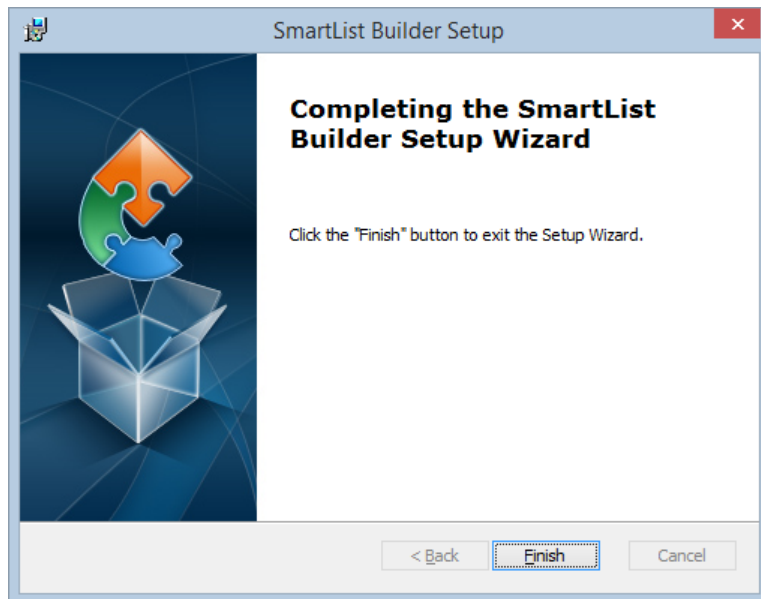 SmartList Builder Setup
Completing the SmartList
Builder Setup Wizard
Click the "Finish" button to exit the Setup Wizard.
< Back Finish Cancel